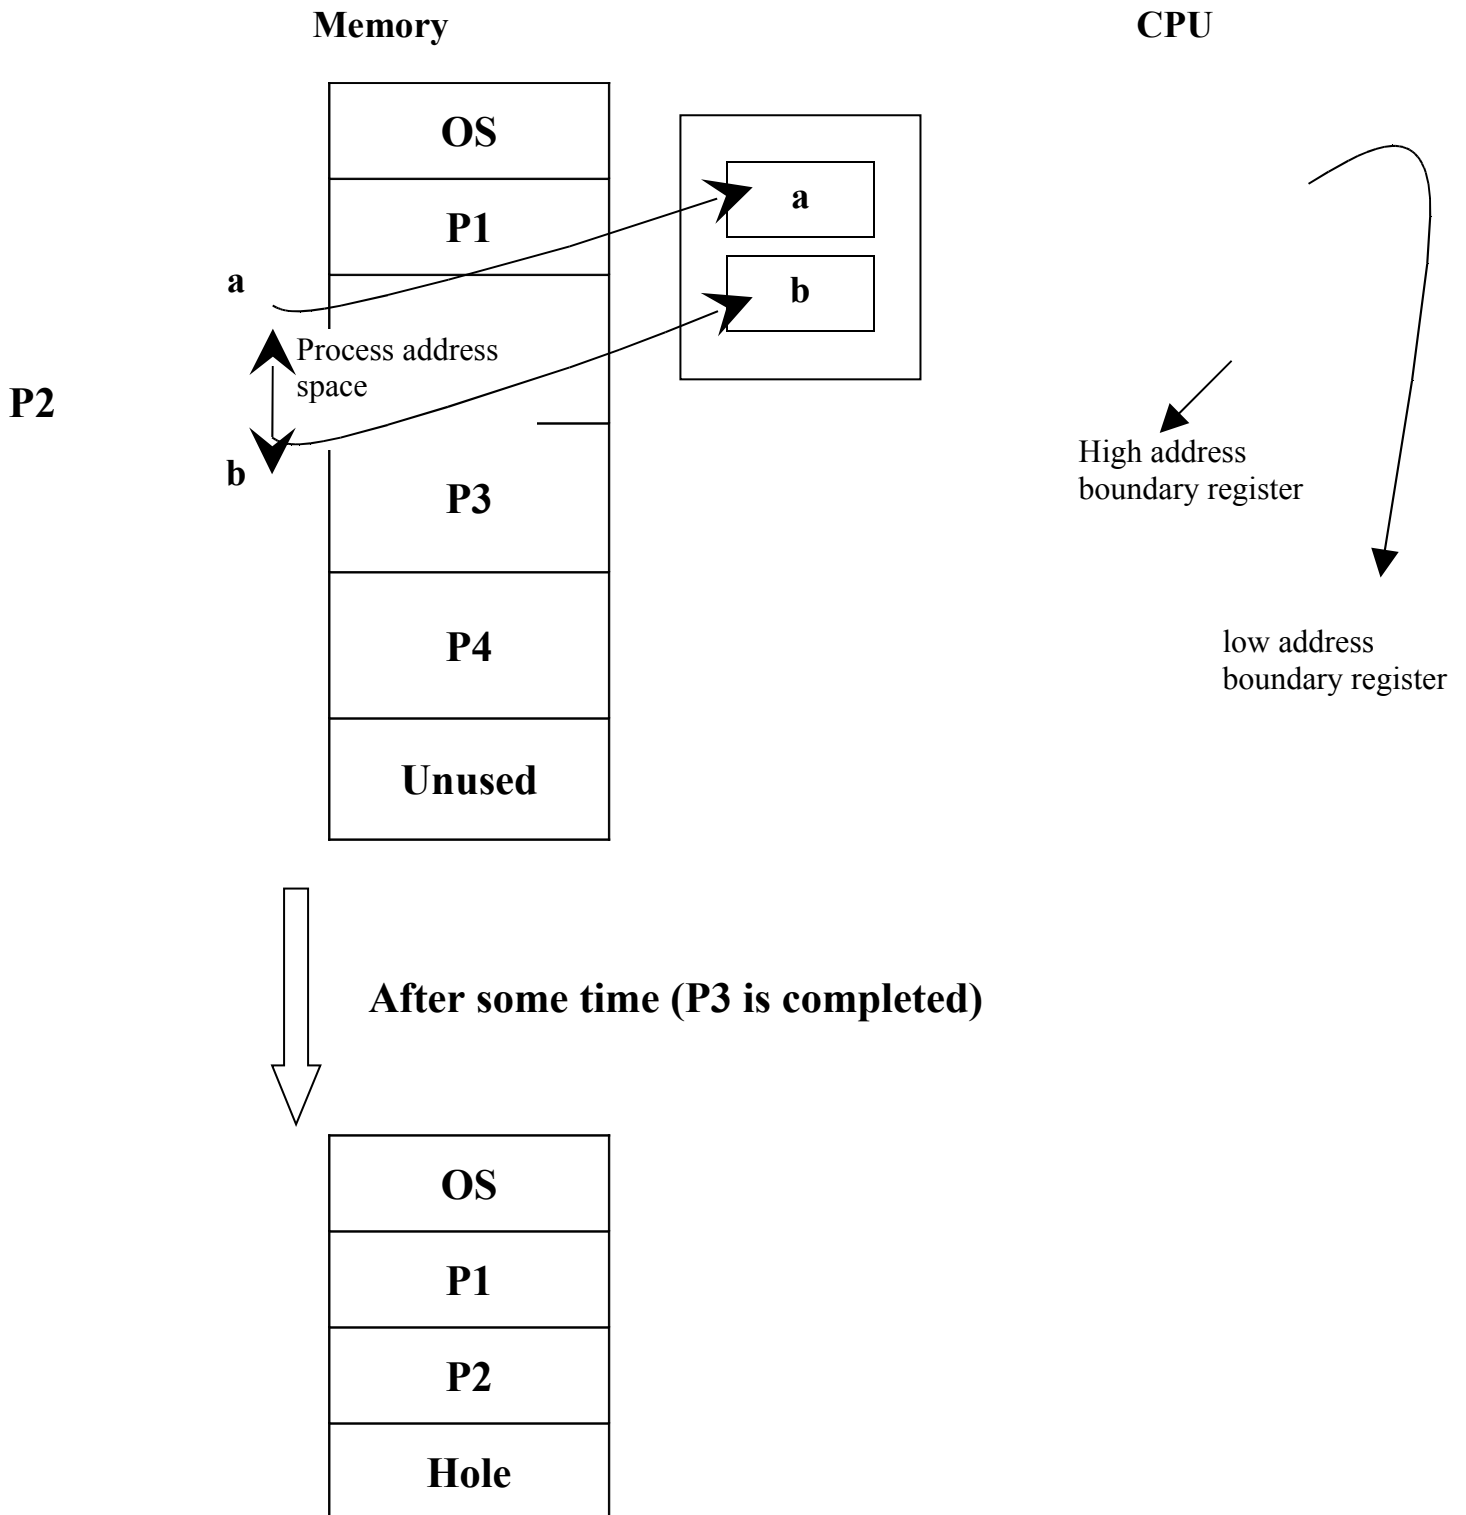 Memory
CPU
OS
P1
a
a
b
Process address
space
P2
b
P3
High address
boundary register
P4
low address
boundary register
Unused
After some time (P3 is completed)
OS
P1
P2
Hole